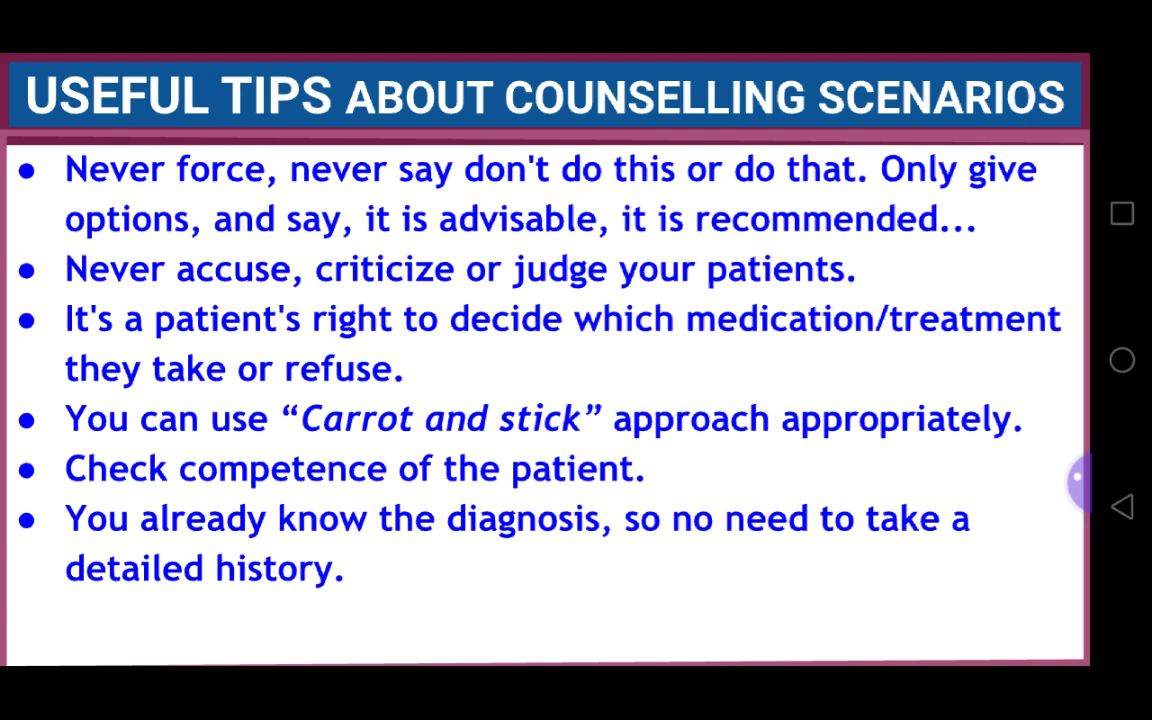 USEFUL TIPS ABOUT COUNSELLING SCENARIOS
● Never force, never say don't do this or do that. Only give
options, and say, it is advisable, it is recommended...
● Never accuse, criticize or judge your patients.
● It's a patient's right to decide which medication/treatment
they take or refuse.
● You can use “Carrot and stick” approach appropriately.
● Check competence of the patient.
● You already know the diagnosis, so no need to take a
detailed history.